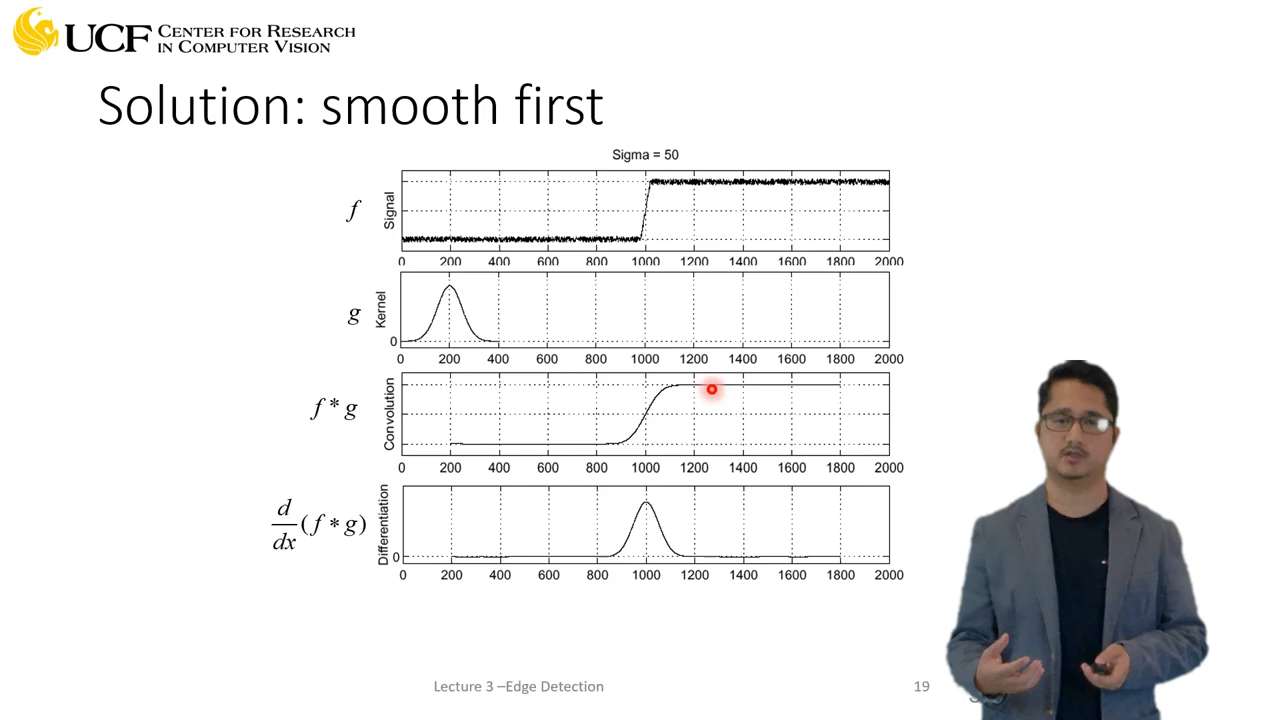 UCF CENTER FOR RESEARCH
IN COMPUTER VISION
Solution: smooth first
Sigma = 50
f
Signal
0 200 400 600 800 1000 1200 1400 1600 1800 2000
g
Kernel
0
0 200 400 600 800 1000 1200 1400 1600 1800 2000
f * g
Convolution
0 200 400 600 800 1000 1200 1400 1600 1800 2000
d/dx (f * g)
Differentiation
0
0 200 400 600 800 1000 1200 1400 1600 1800 2000
Lecture 3 –Edge Detection
19